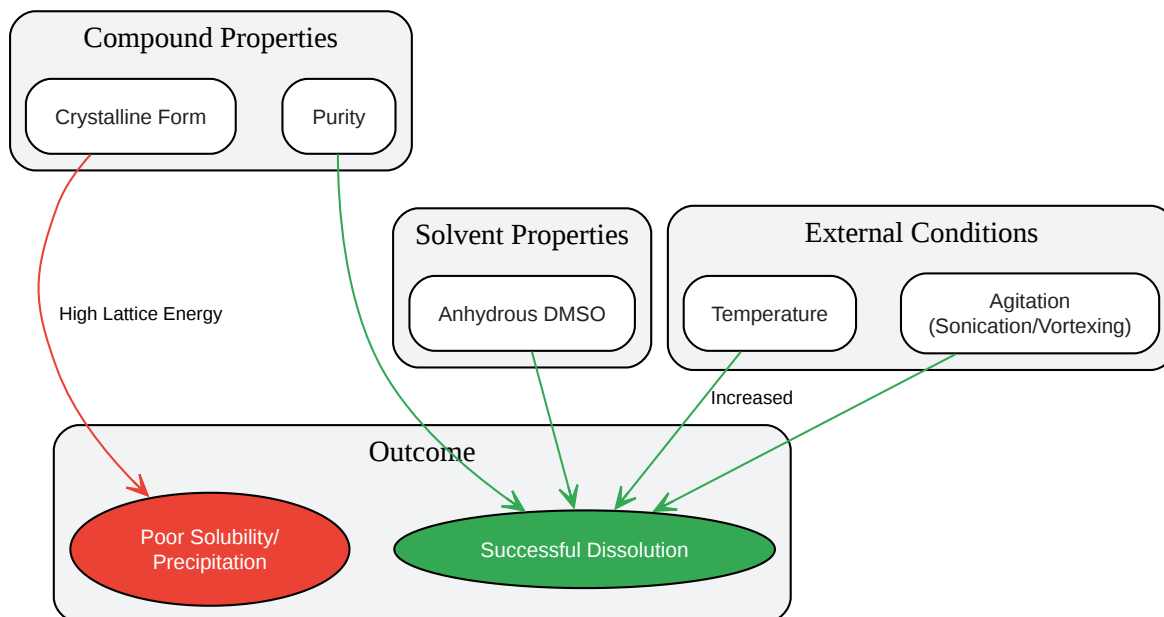 Compound Properties
Crystalline Form
Purity
Solvent Properties
Anhydrous DMSO
External Conditions
Temperature
Agitation
(Sonication/Vortexing)
High Lattice Energy
Increased
Outcome
Poor Solubility/
Precipitation
Successful Dissolution